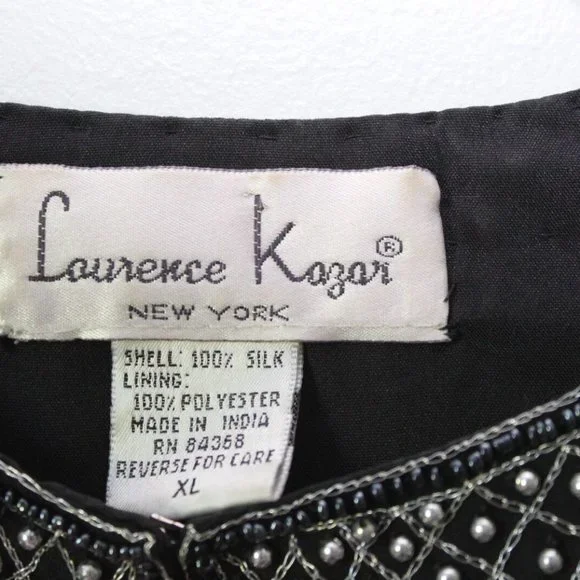 Laurence Kazar®
NEW YORK
SHELL: 100% SILK
LINING:
100% POLYESTER
MADE IN INDIA
RN 84368
REVERSE FOR CARE
XL